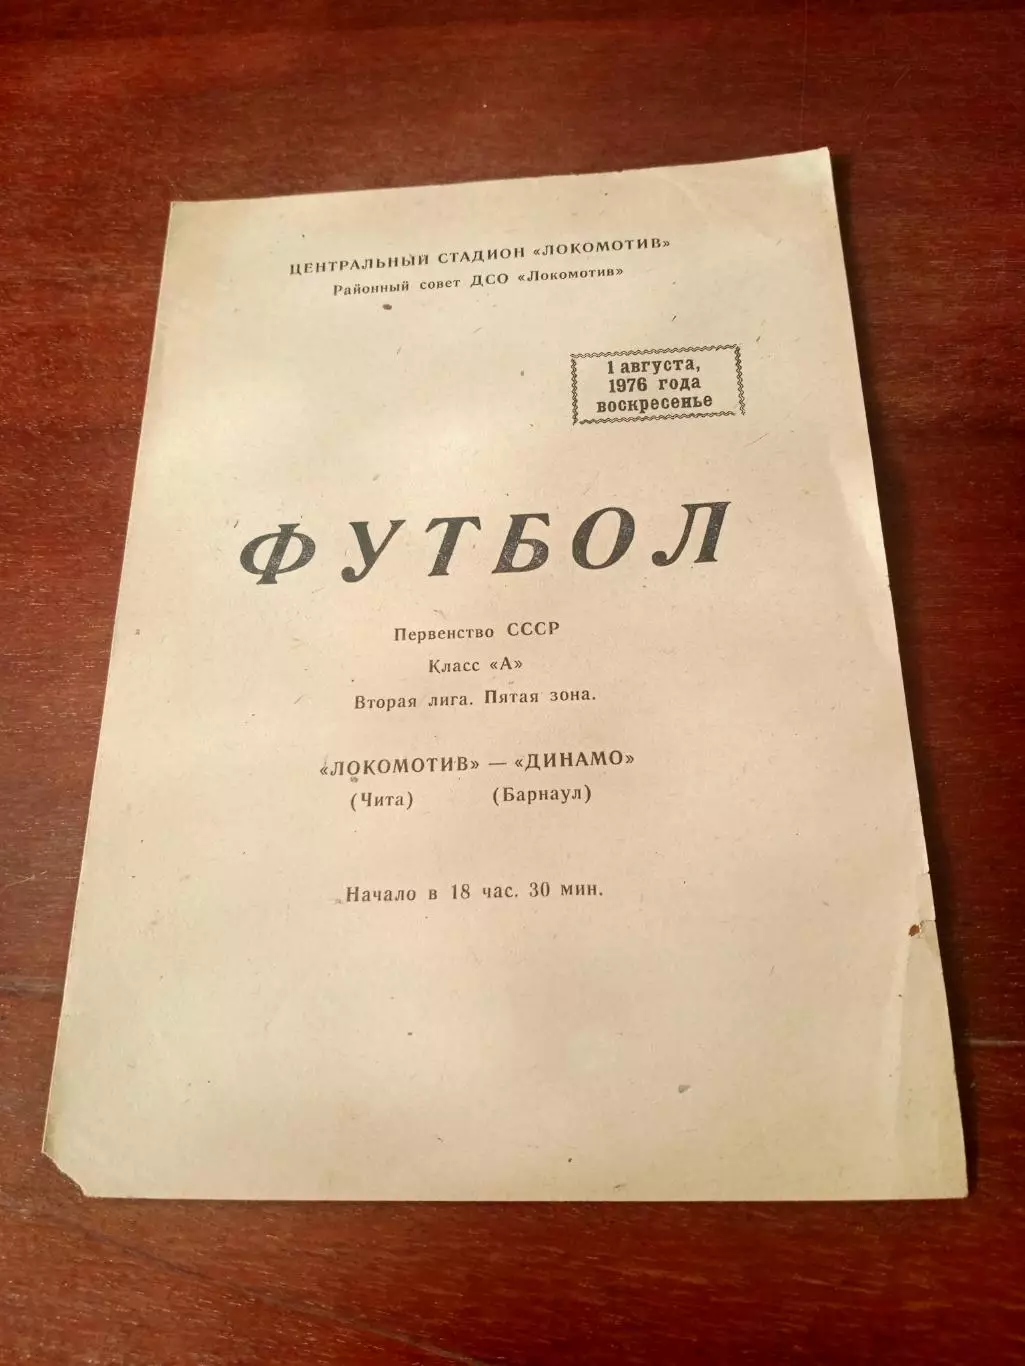 ЦЕНТРАЛЬНЫЙ СТАДИОН «ЛОКОМОТИВ»
Районный совет ДСО «Локомотив»
1 августа,
1976 года
воскресенье
ФУТБОЛ
Первенство СССР
Класс «А»
Вторая лига. Пятая зона.
«ЛОКОМОТИВ» — «ДИНАМО»
(Чита) (Барнаул)
Начало в 18 час. 30 мин.